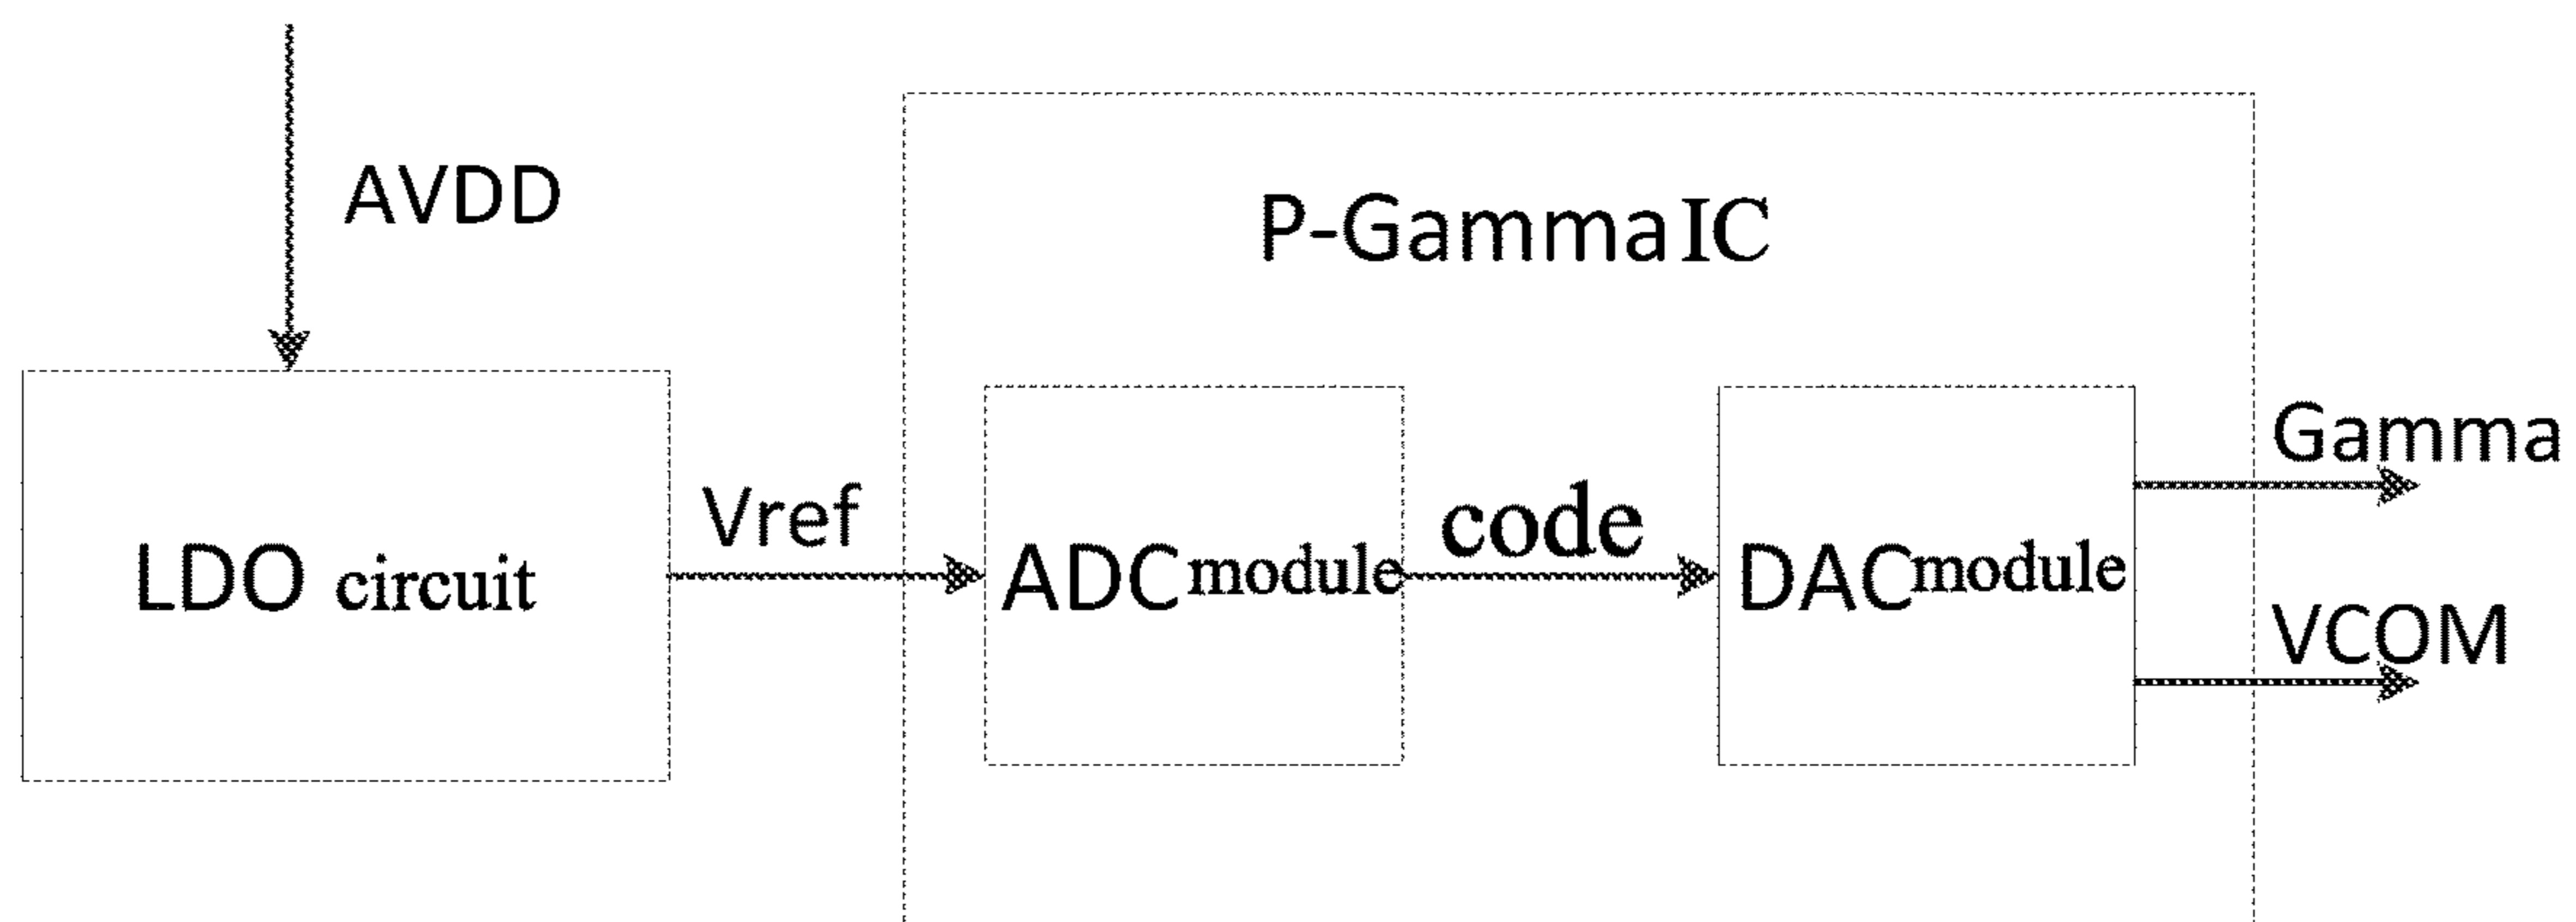 AVDD
P-Gamma IC
Gamma
Vref
code
LDO circuit
ADC module
DAC module
VCOM